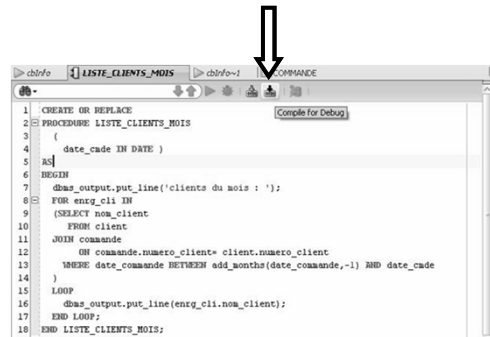 cbInfo LISTE_CLIENTS_MOIS cbInfo~1 COMMANDE
Compile for Debug
1 CREATE OR REPLACE
2 PROCEDURE LISTE_CLIENTS_MOIS
3 (
4 date_cmde IN DATE )
5 AS
6 BEGIN
7 dbms_output.put_line('clients du mois : ');
8 FOR enrg_cli IN
9 (SELECT nom_client
10 FROM client
11 JOIN commande
12 ON commande.numero_client= client.numero_client
13 WHERE date_commande BETWEEN add_months(date_commande,-1) AND date_cmde
14 )
15 LOOP
16 dbms_output.put_line(enrg_cli.nom_client);
17 END LOOP;
18 END LISTE_CLIENTS_MOIS;